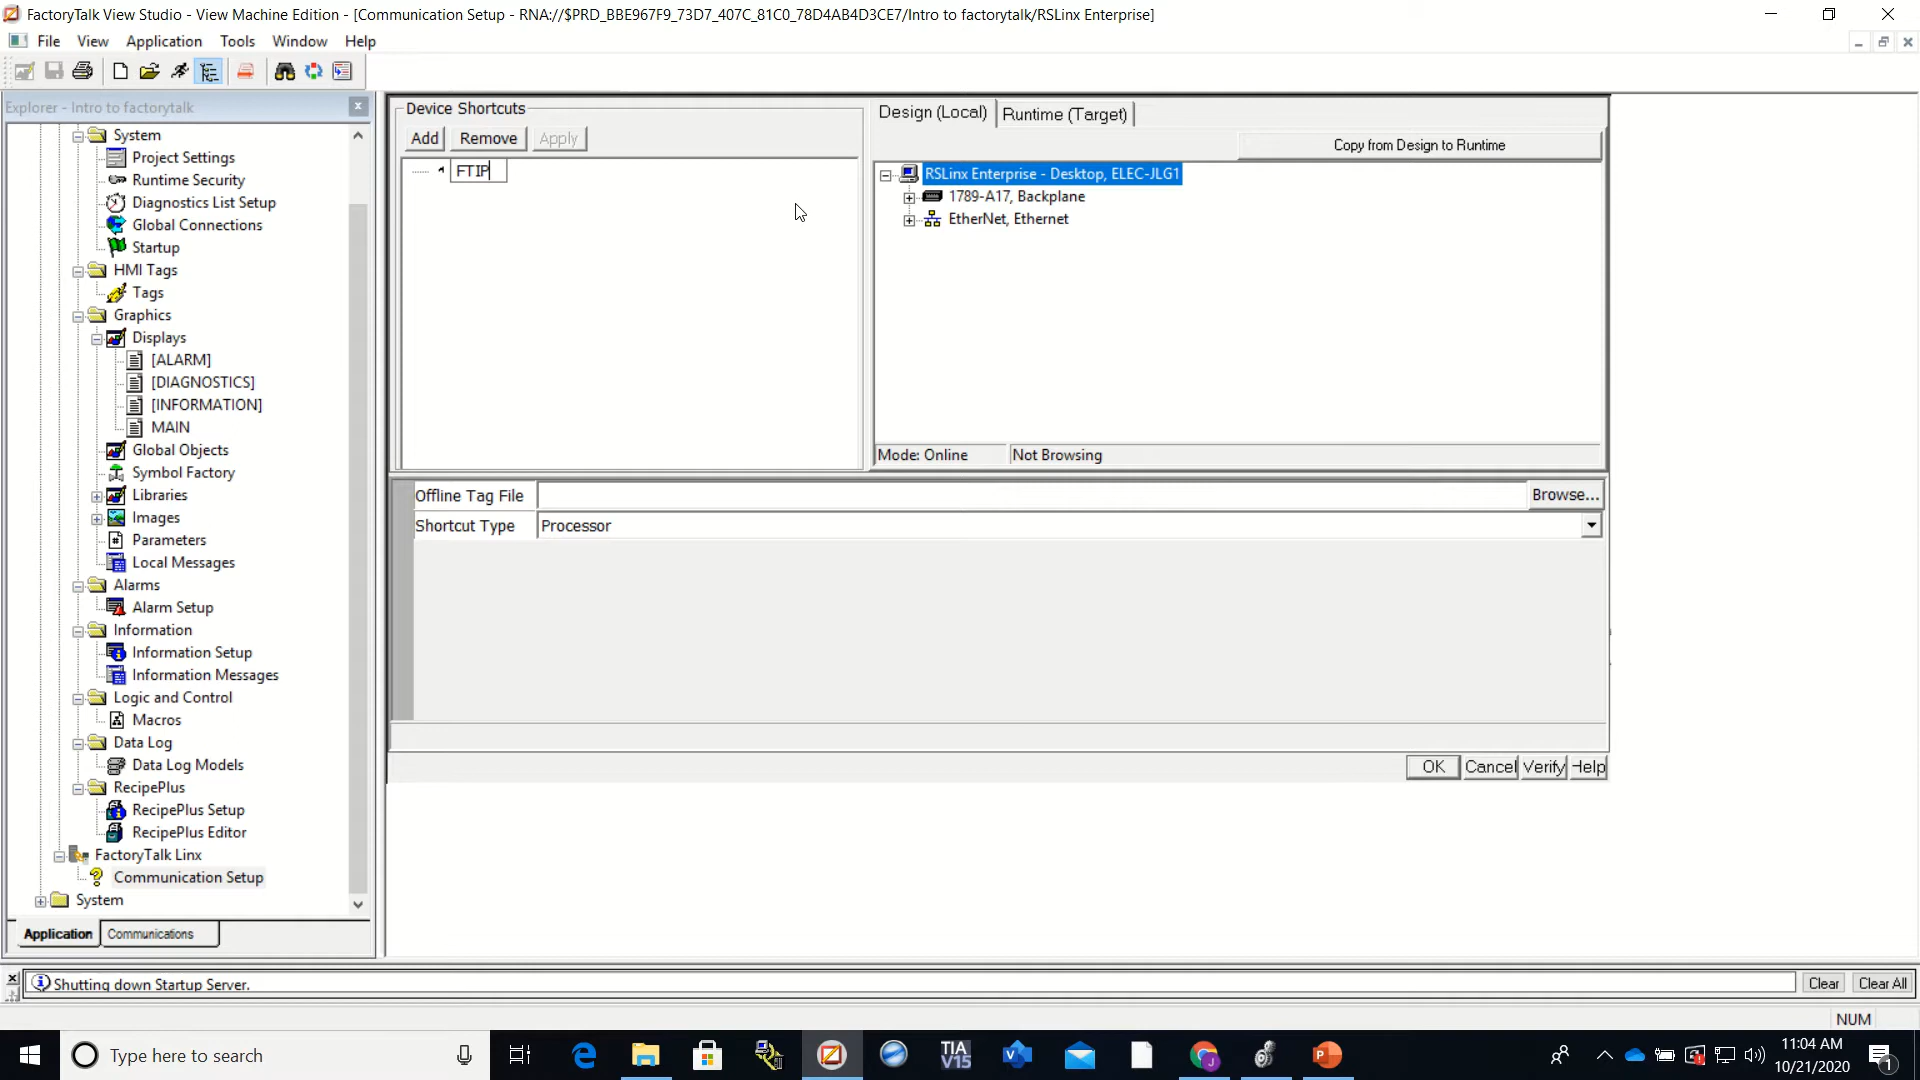 FactoryTalk View Studio - View Machine Edition - [Communication Setup - RNA://$PRD_BBE967F9_73D7_407C_81C0_78D4AB4D3CE7/Intro to factorytalk/RSLinx Enterprise]
File View Application Tools Window Help
Explorer - Intro to factorytalk
System
Project Settings
Runtime Security
Diagnostics List Setup
Global Connections
Startup
HMI Tags
Tags
Graphics
Displays
[ALARM]
[DIAGNOSTICS]
[INFORMATION]
MAIN
Global Objects
Symbol Factory
Libraries
Images
Parameters
Local Messages
Alarms
Alarm Setup
Information
Information Setup
Information Messages
Logic and Control
Macros
Data Log
Data Log Models
RecipePlus
RecipePlus Setup
RecipePlus Editor
FactoryTalk Linx
Communication Setup
System
Application Communications
Device Shortcuts
Add Remove Apply
FTIP
Design (Local) Runtime (Target)
Copy from Design to Runtime
RSLinx Enterprise - Desktop, ELEC-JLG1
1789-A17, Backplane
EtherNet, Ethernet
Mode: Online Not Browsing
Offline Tag File Browse...
Shortcut Type Processor
OK Cancel Verify Help
Shutting down Startup Server. Clear Clear All
NUM
Type here to search
TIA V15
11:04 AM
10/21/2020
1